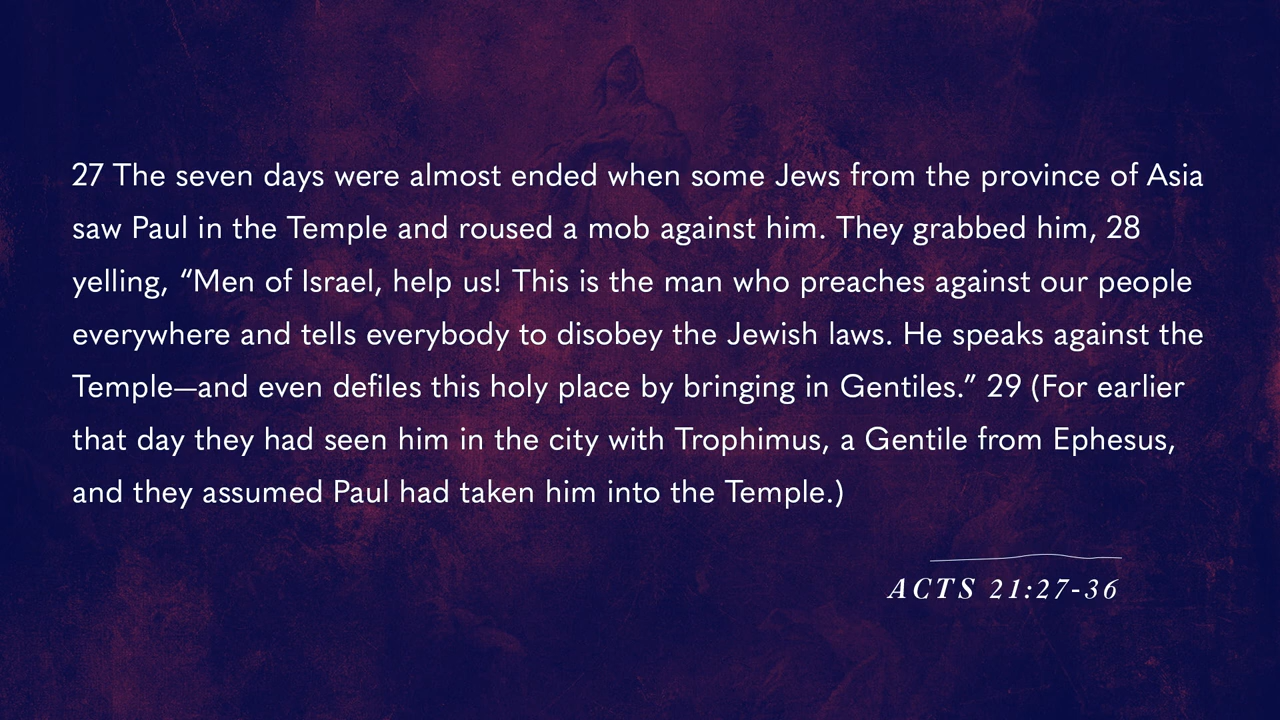 27 The seven days were almost ended when some Jews from the province of Asia
saw Paul in the Temple and roused a mob against him. They grabbed him, 28
yelling, “Men of Israel, help us! This is the man who preaches against our people
everywhere and tells everybody to disobey the Jewish laws. He speaks against the
Temple—and even defiles this holy place by bringing in Gentiles.” 29 (For earlier
that day they had seen him in the city with Trophimus, a Gentile from Ephesus,
and they assumed Paul had taken him into the Temple.)
ACTS 21:27-36